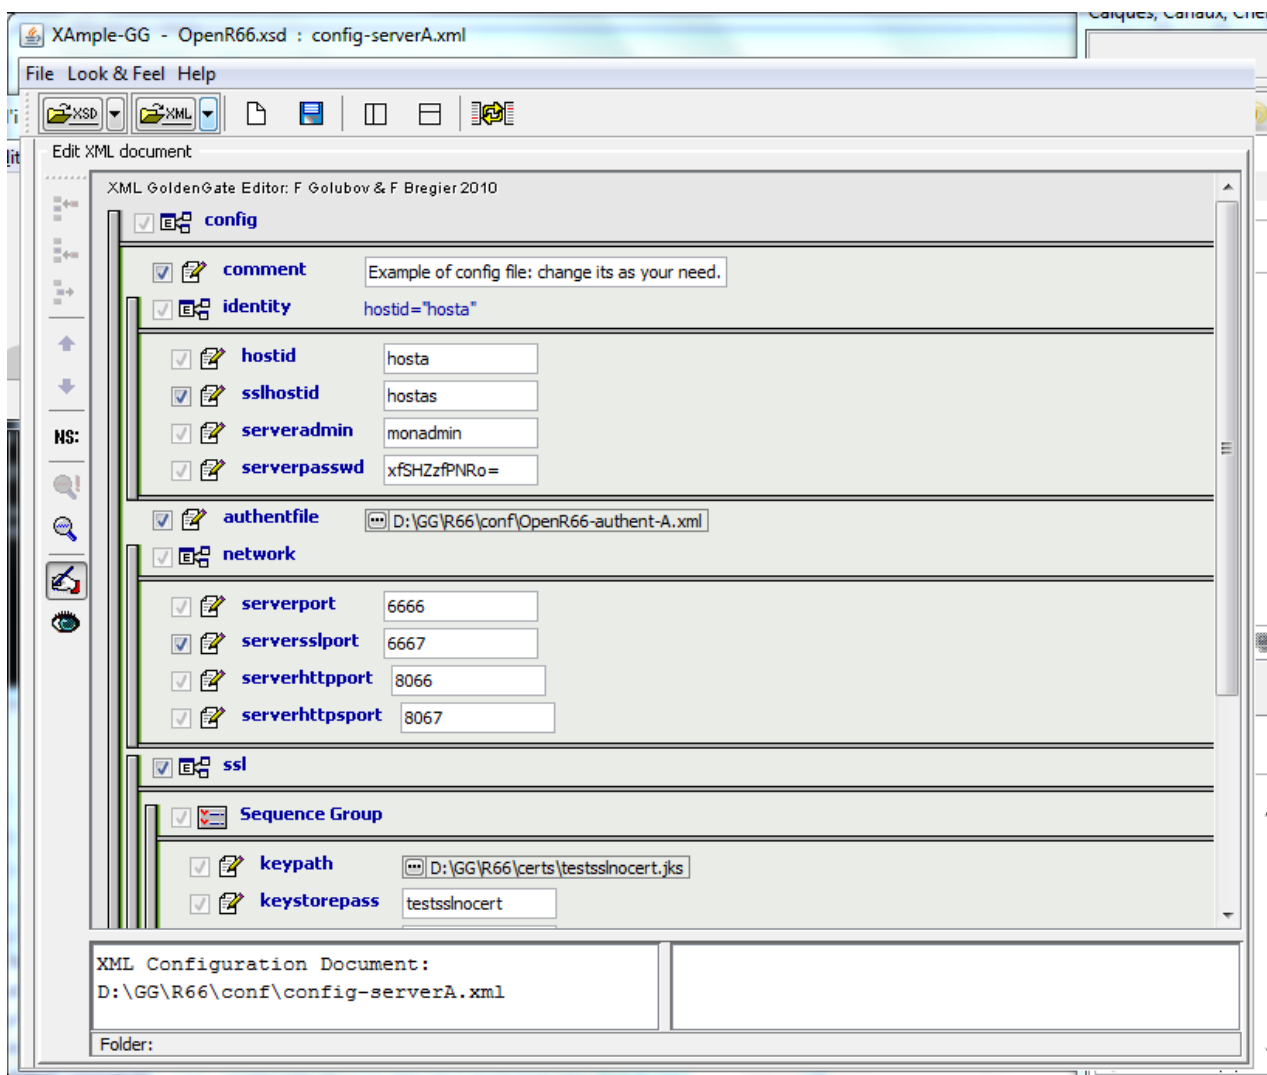 Calques, Canaux, Che
XAmple-GG - OpenR66.xsd : config-serverA.xml
File Look & Feel Help
XSD XML
Edit XML document
XML GoldenGate Editor: F Golubov & F Bregier 2010
config
comment Example of config file: change its as your need.
identity hostid="hosta"
hostid hosta
sslhostid hostas
serveradmin monadmin
NS:
serverpasswd xfSHZzfPNRo=
authentfile D:\GG\R66\conf\OpenR66-authent-A.xml
network
serverport 6666
serversslport 6667
serverhttpport 8066
serverhttpsport 8067
ssl
Sequence Group
keypath D:\GG\R66\certs\testsslnocert.jks
keystorepass testsslnocert
XML Configuration Document:
D:\GG\R66\conf\config-serverA.xml
Folder: